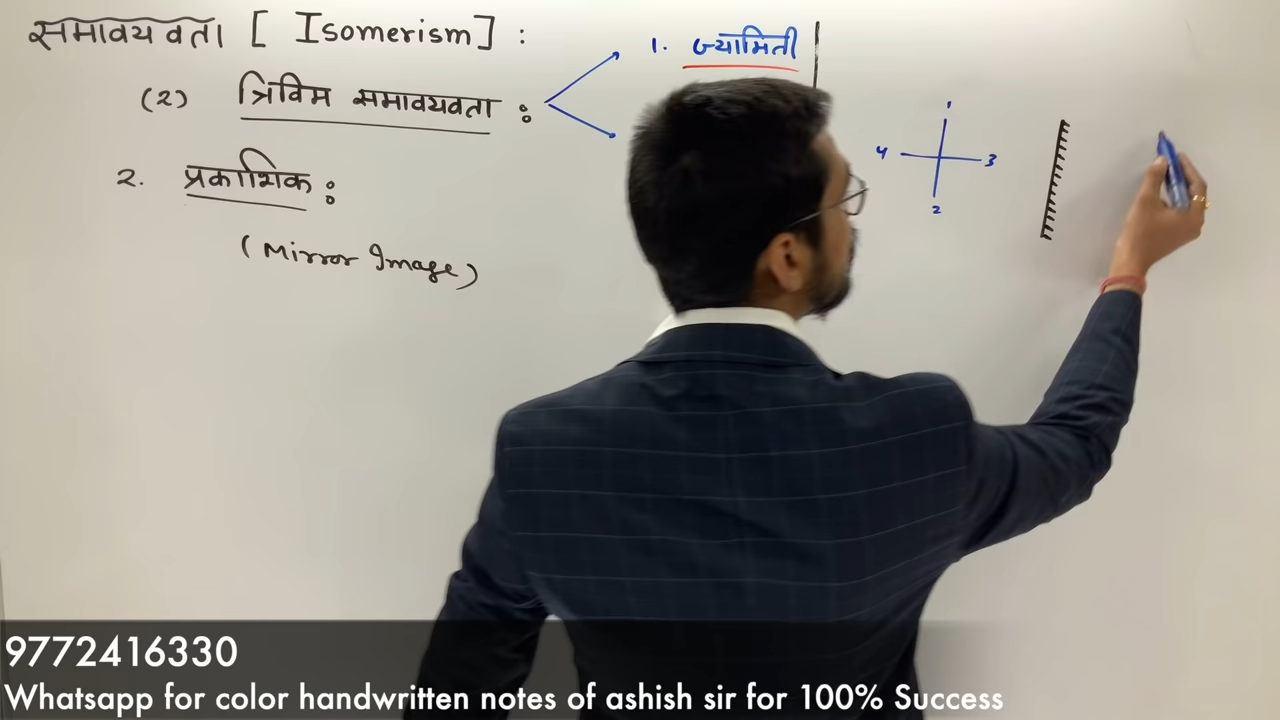 समावयवता [ Isomerism ] :
(2) त्रिविम समावयवता :
1. ज्यामिती
2. प्रकाशिक :
(Mirror Image)
1
4 3
2
9772416330
Whatsapp for color handwritten notes of ashish sir for 100% Success